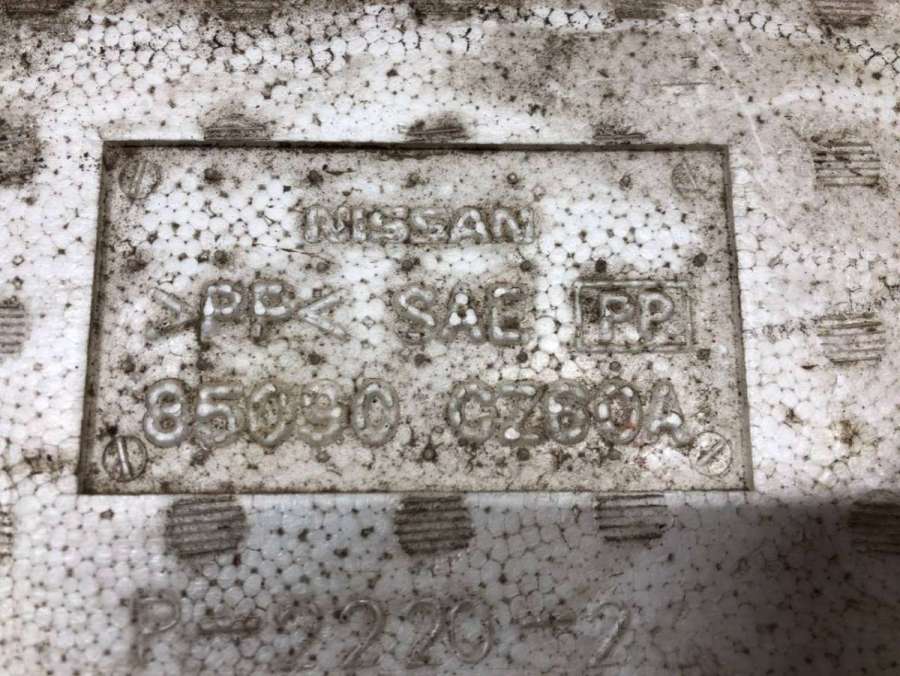 NISSAN
>PP< SAE PP
85090 CZ60A
P-2220-2